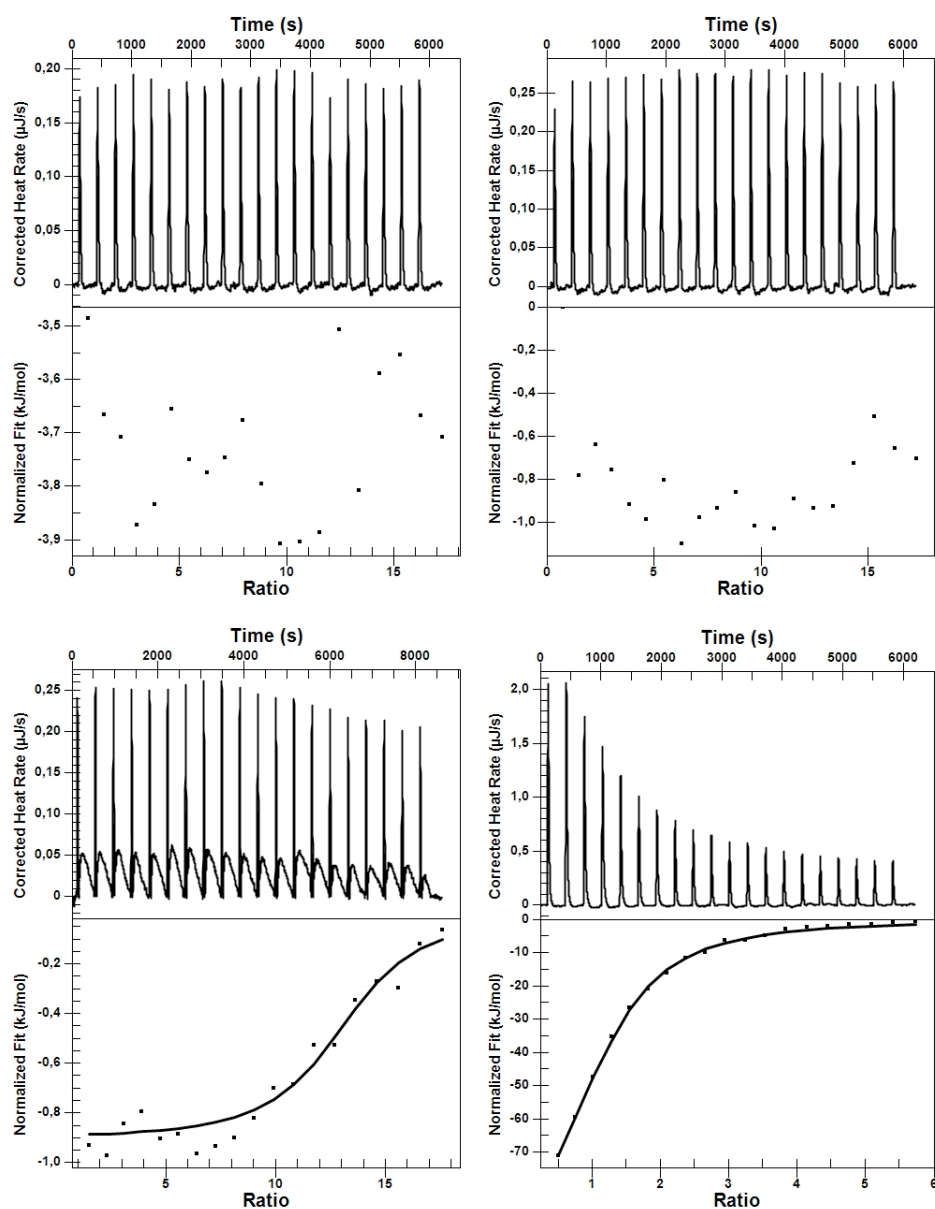 Time (s)
0 1000 2000 3000 4000 5000 6000
Corrected Heat Rate (µJ/s)
0,20
0,15
0,10
0,05
0
Normalized Fit (kJ/mol)
-3,5
-3,6
-3,7
-3,8
-3,9
0 5 10 15
Ratio
Time (s)
0 1000 2000 3000 4000 5000 6000
Corrected Heat Rate (µJ/s)
0,25
0,20
0,15
0,10
0,05
0
Normalized Fit (kJ/mol)
0
-0,2
-0,4
-0,6
-0,8
-1,0
0 5 10 15
Ratio
Time (s)
0 2000 4000 6000 8000
Corrected Heat Rate (µJ/s)
0,25
0,20
0,15
0,10
0,05
0
Normalized Fit (kJ/mol)
-0,2
-0,4
-0,6
-0,8
-1,0
5 10 15
Ratio
Time (s)
0 1000 2000 3000 4000 5000 6000
Corrected Heat Rate (µJ/s)
2,0
1,5
1,0
0,5
0
Normalized Fit (kJ/mol)
0
-10
-20
-30
-40
-50
-60
-70
1 2 3 4 5 6
Ratio